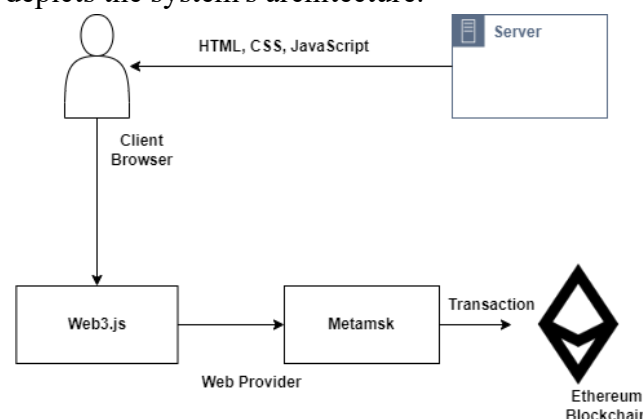 depicts the system's architecture.
HTML, CSS, JavaScript
Server
Client
Browser
Web3.js
Metamsk
Transaction
Web Provider
Ethereum
Blockchain